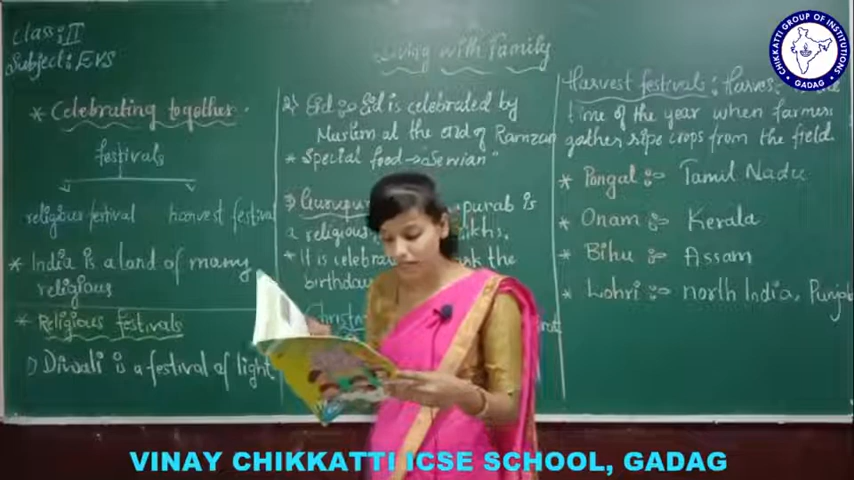 Class: II
Subject: EVS
Living with Family
* Celebrating together
festivals
religious festival harvest festival
* India is a land of many
religious
* Religious festivals
1) Diwali is a festival of light
2) Eid :- Eid is celebrated by
Muslim at the end of Ramzan
* Special food → "Sewian"
3) Gurupurab is
a religious
* It is
the
birthday
Christmas
Harvest festivals : Harvest
time of the year when farmers
gather ripe crops from the field.
* Pongal :- Tamil Nadu
* Onam :- Kerala
* Bihu :- Assam
* Lohri :- north India, Punjab
CHIKKATTI GROUP OF INSTITUTIONS
GADAG
VINAY CHIKKATTI ICSE SCHOOL, GADAG